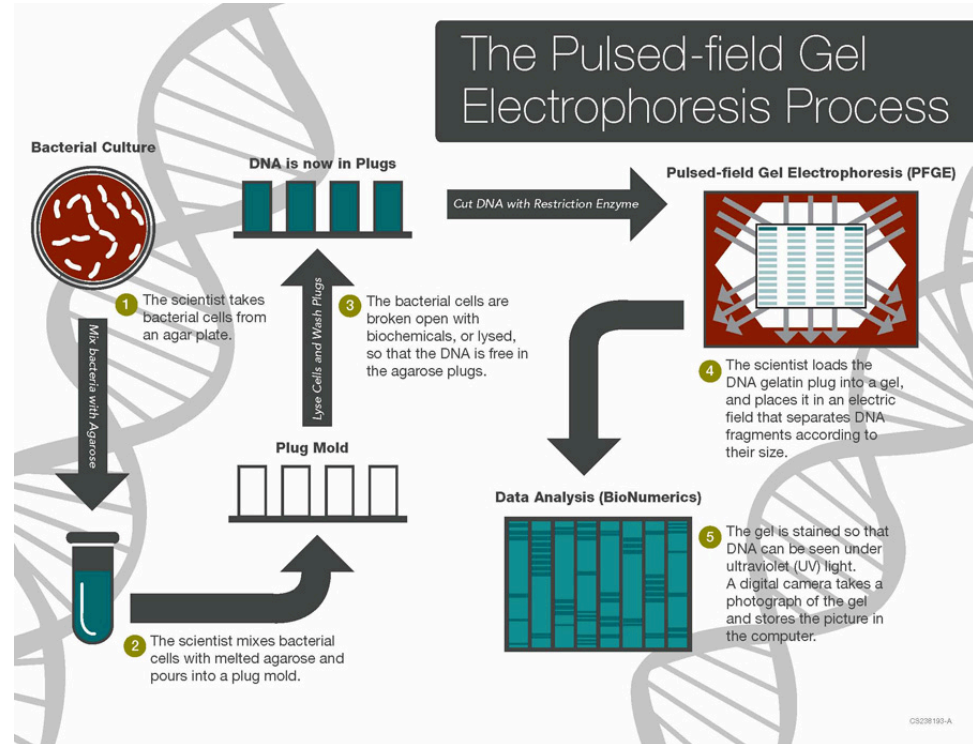 The Pulsed-field Gel
Electrophoresis Process
Bacterial Culture
1 The scientist takes
bacterial cells from
an agar plate.
Mix bacteria with Agarose
2 The scientist mixes bacterial
cells with melted agarose and
pours into a plug mold.
Plug Mold
Lyse Cells and Wash Plugs
3 The bacterial cells are
broken open with
biochemicals, or lysed,
so that the DNA is free in
the agarose plugs.
DNA is now in Plugs
Cut DNA with Restriction Enzyme
Pulsed-field Gel Electrophoresis (PFGE)
4 The scientist loads the
DNA gelatin plug into a gel,
and places it in an electric
field that separates DNA
fragments according to
their size.
Data Analysis (BioNumerics)
5 The gel is stained so that
DNA can be seen under
ultraviolet (UV) light.
A digital camera takes a
photograph of the gel
and stores the picture in
the computer.
CS238193-A